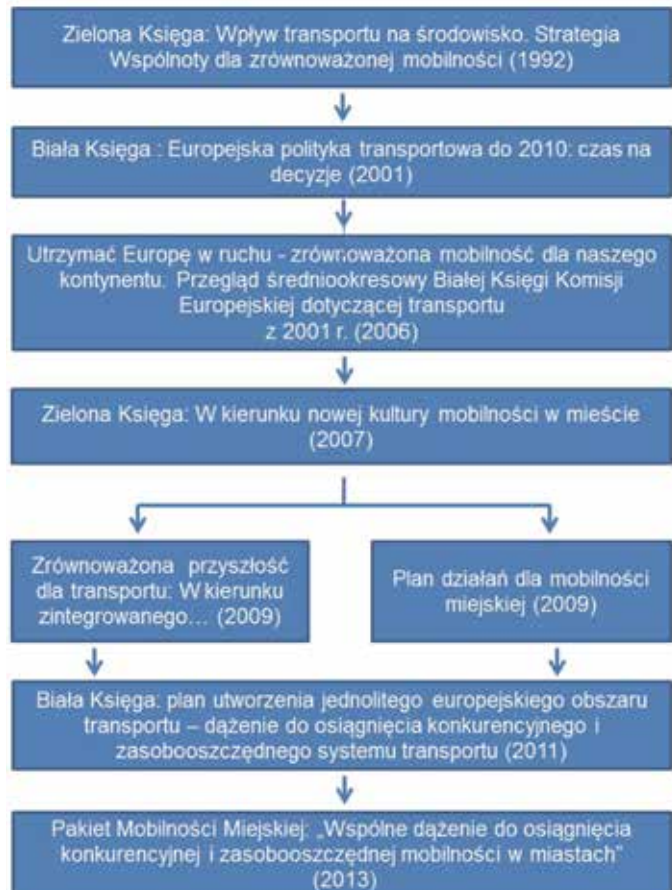 Zielona Księga: Wpływ transportu na środowisko. Strategia
Wspólnoty dla zrównoważonej mobilności (1992)
Biała Księga : Europejska polityka transportowa do 2010: czas na
decyzje (2001)
Utrzymać Europę w ruchu - zrównoważona mobilność dla naszego
kontynentu. Przegląd średniookresowy Białej Księgi Komisji
Europejskiej dotyczącej transportu
z 2001 r. (2006)
Zielona Księga: W kierunku nowej kultury mobilności w mieście
(2007)
Zrównoważona przyszłość
dla transportu: W kierunku
zintegrowanego… (2009)
Plan działań dla mobilności
miejskiej (2009)
Biała Księga: plan utworzenia jednolitego europejskiego obszaru
transportu – dążenie do osiągnięcia konkurencyjnego i
zasobooszczędnego systemu transportu (2011)
Pakiet Mobilności Miejskiej: „Wspólne dążenie do osiągnięcia
konkurencyjnej i zasobooszczędnej mobilności w miastach”
(2013)